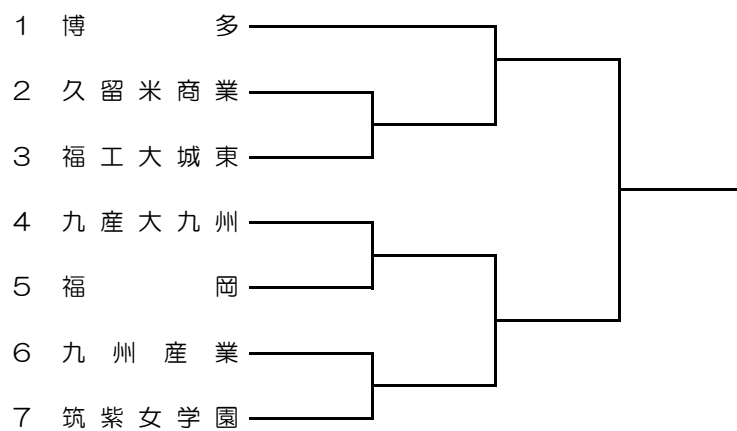 1 博多
2 久留米商業
3 福工大城東
4 九産大九州
5 福岡
6 九州産業
7 筑紫女学園